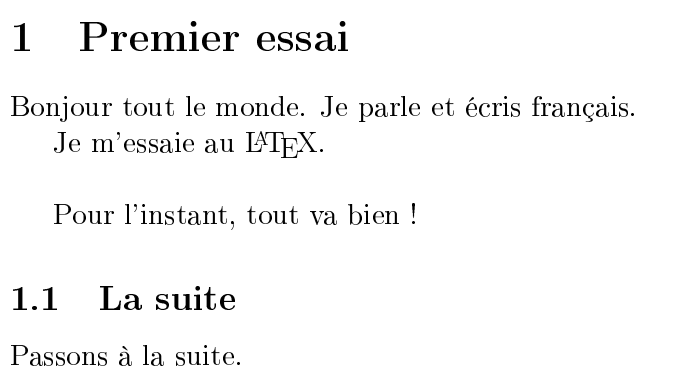 1 Premier essai
Bonjour tout le monde. Je parle et écris français.
Je m'essaie au LATEX.
Pour l'instant, tout va bien !
1.1 La suite
Passons à la suite.